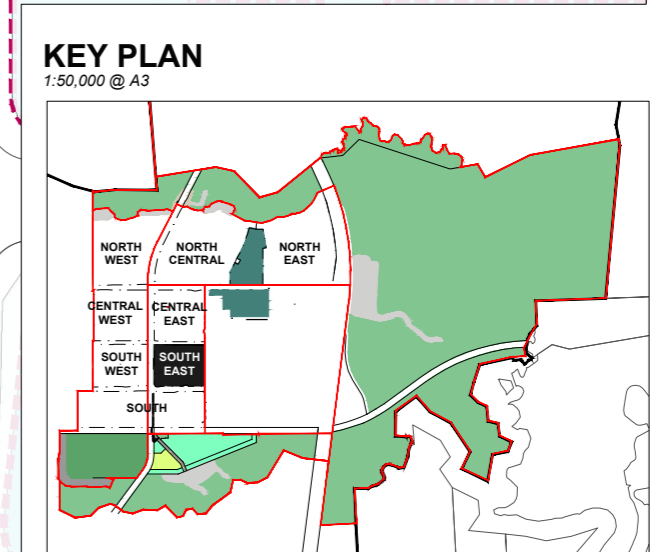 KEY PLAN
1:50,000 @ A3
NORTH
WEST
NORTH
CENTRAL
NORTH
EAST
CENTRAL
WEST
CENTRAL
EAST
SOUTH
WEST
SOUTH
EAST
SOUTH